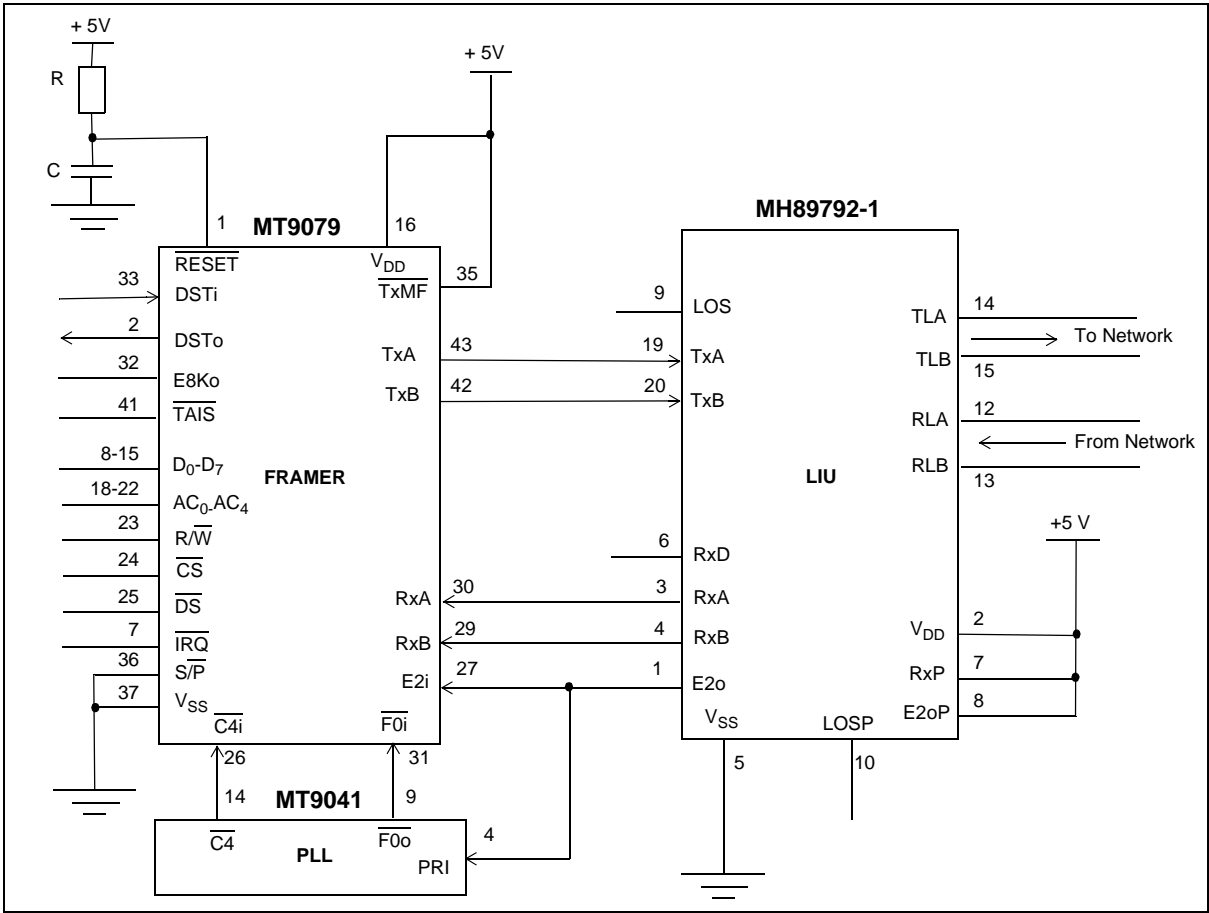 + 5V
R
C
+ 5V
1
MT9079
16
MH89792-1
RESET
VDD
35
TxMF
33
DSTi
2
DSTo
32
E8Ko
41
TAIS
8-15
D0-D7
18-22
AC0-AC4
23
R/W
24
CS
25
DS
7
IRQ
36
S/P
37
VSS
FRAMER
TxA
43
TxB
42
RxA
30
RxB
29
E2i
27
C4i
F0i
26
31
14
MT9041
9
C4
F0o
4
PLL
PRI
9
LOS
19
TxA
20
TxB
LIU
6
RxD
3
RxA
4
RxB
1
E2o
VSS
LOSP
5
10
TLA
14
To Network
TLB
15
RLA
12
From Network
RLB
13
+5 V
VDD
2
RxP
7
E2oP
8